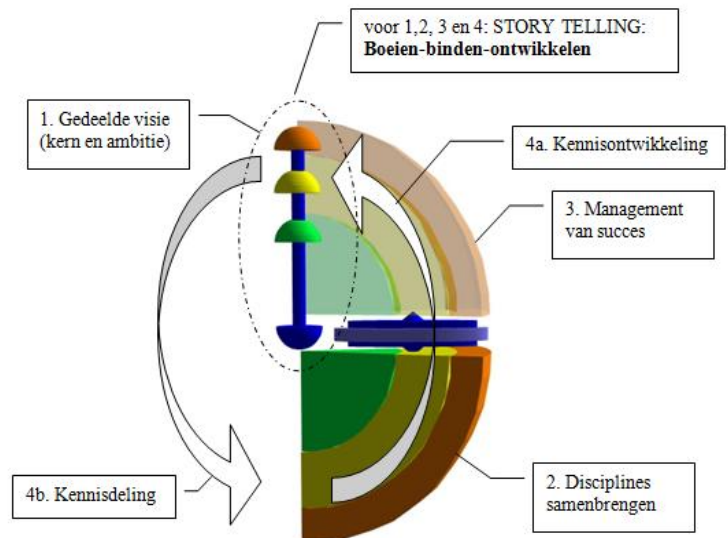 voor 1,2, 3 en 4: STORY TELLING:
Boeien-binden-ontwikkelen
1. Gedeelde visie
(kern en ambitie)
4a. Kennisontwikkeling
3. Management
van succes
4b. Kennisdeling
2. Disciplines
samenbrengen